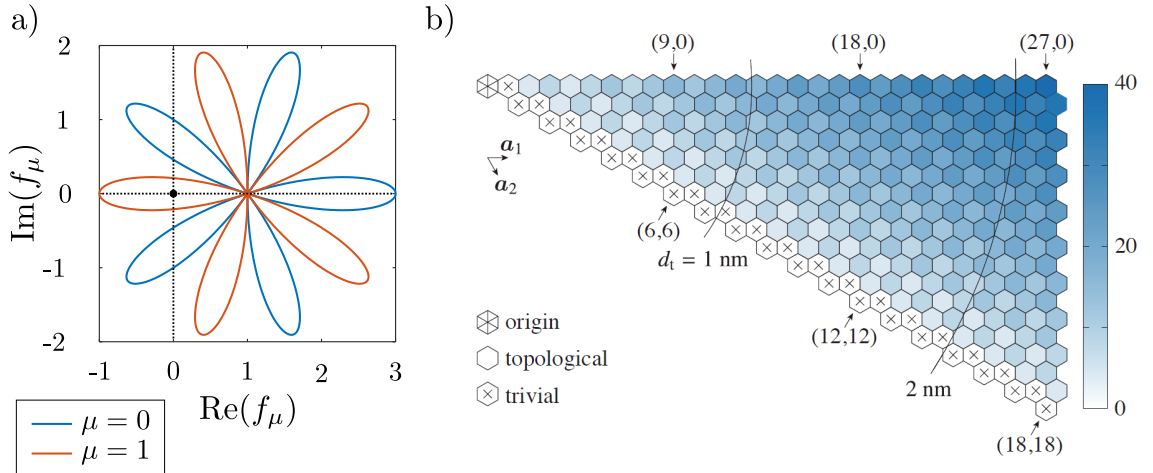 a)
2
1
0
-1
-2
Im(f_μ)
-1 0 1 2 3
Re(f_μ)
μ = 0
μ = 1
b)
(9,0) (18,0) (27,0)
a₁
a₂
(6,6)
d_t = 1 nm
(12,12)
2 nm
(18,18)
origin
topological
trivial
40
20
0